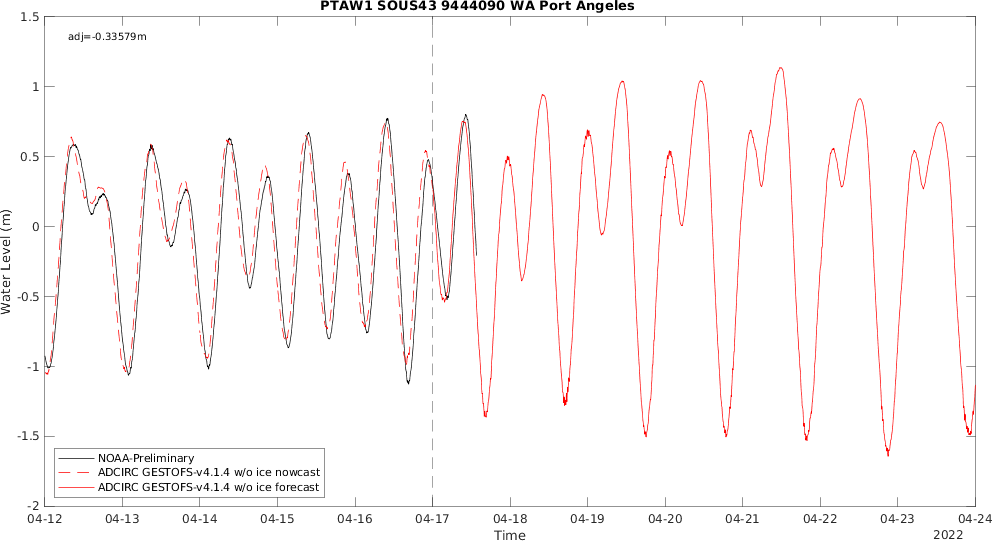 PTAW1 SOUS43 9444090 WA Port Angeles
adj=-0.33579m
1.5
1
0.5
0
-0.5
-1
-1.5
-2
Water Level (m)
NOAA-Preliminary
ADCIRC GESTOFS-v4.1.4 w/o ice nowcast
ADCIRC GESTOFS-v4.1.4 w/o ice forecast
04-12 04-13 04-14 04-15 04-16 04-17 04-18 04-19 04-20 04-21 04-22 04-23 04-24
Time
2022